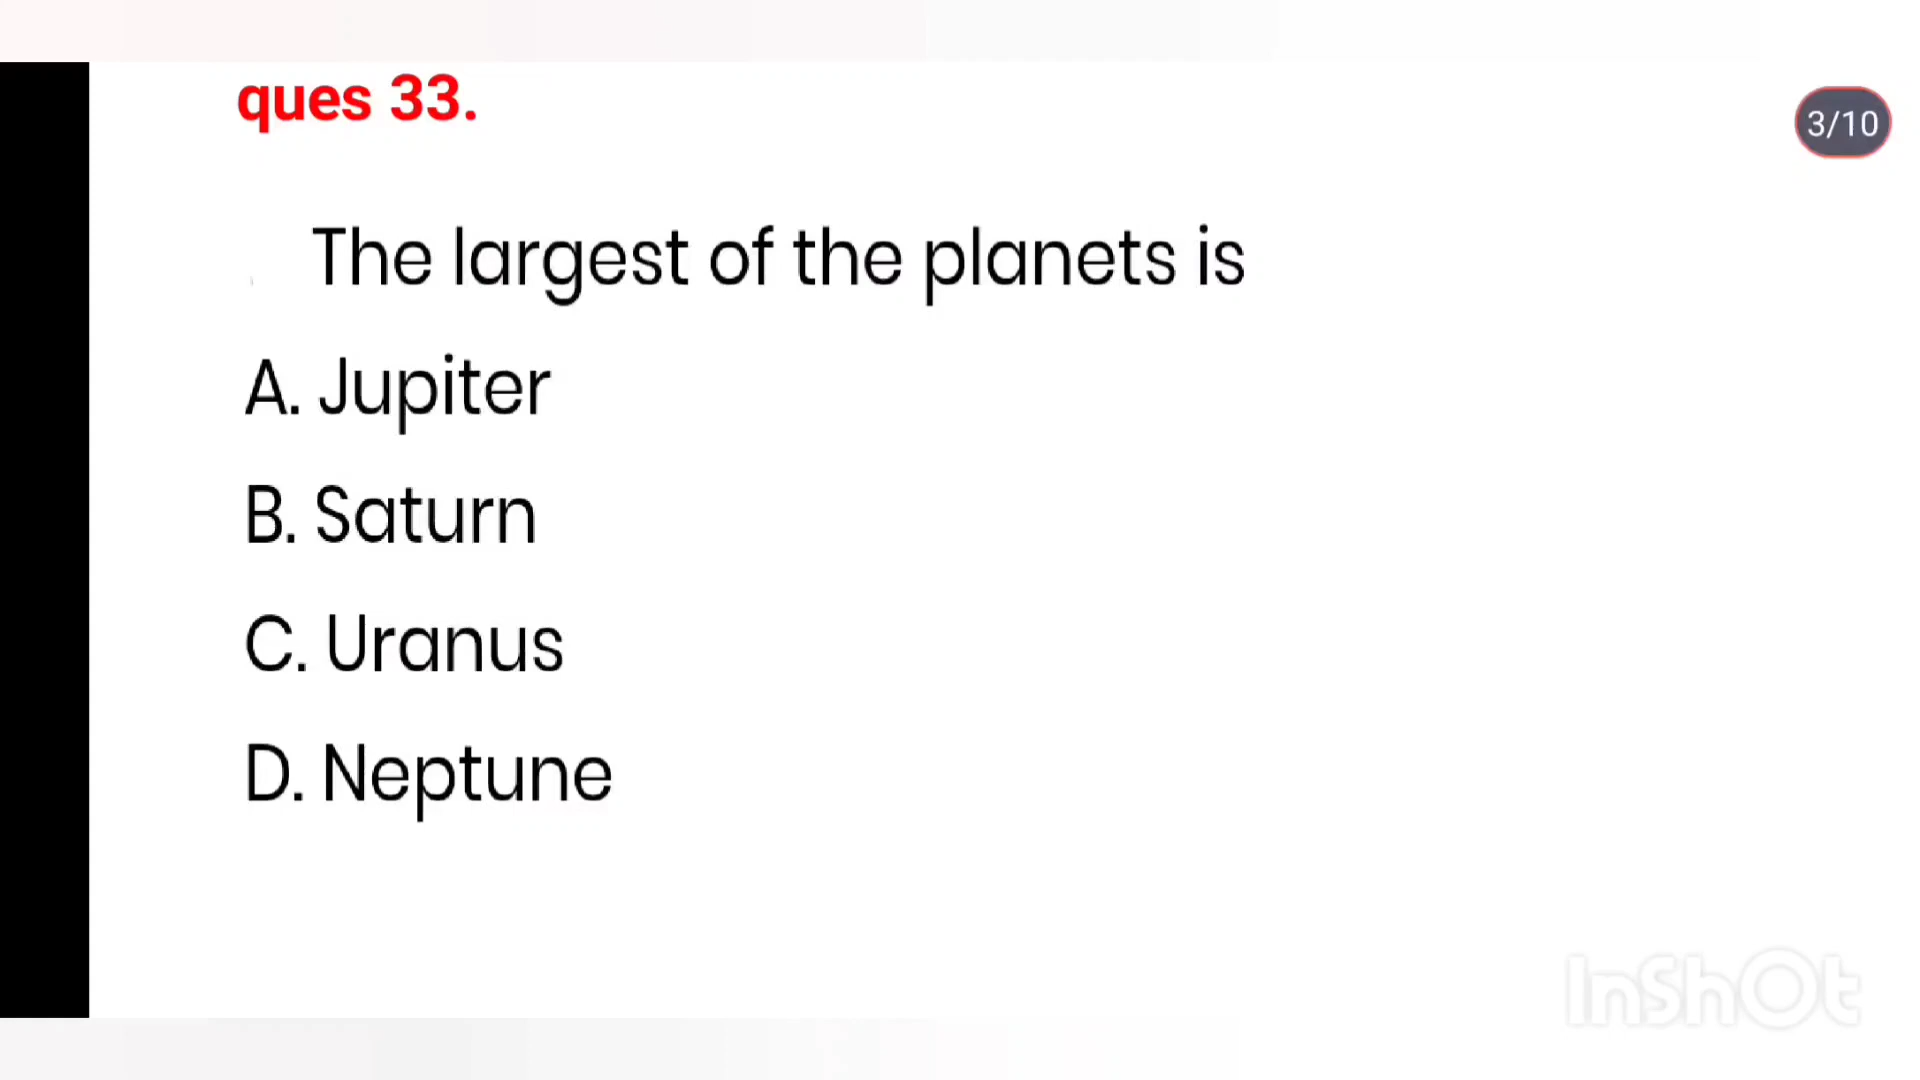 ques 33.
3/10
The largest of the planets is
A. Jupiter
B. Saturn
C. Uranus
D. Neptune
InShOt